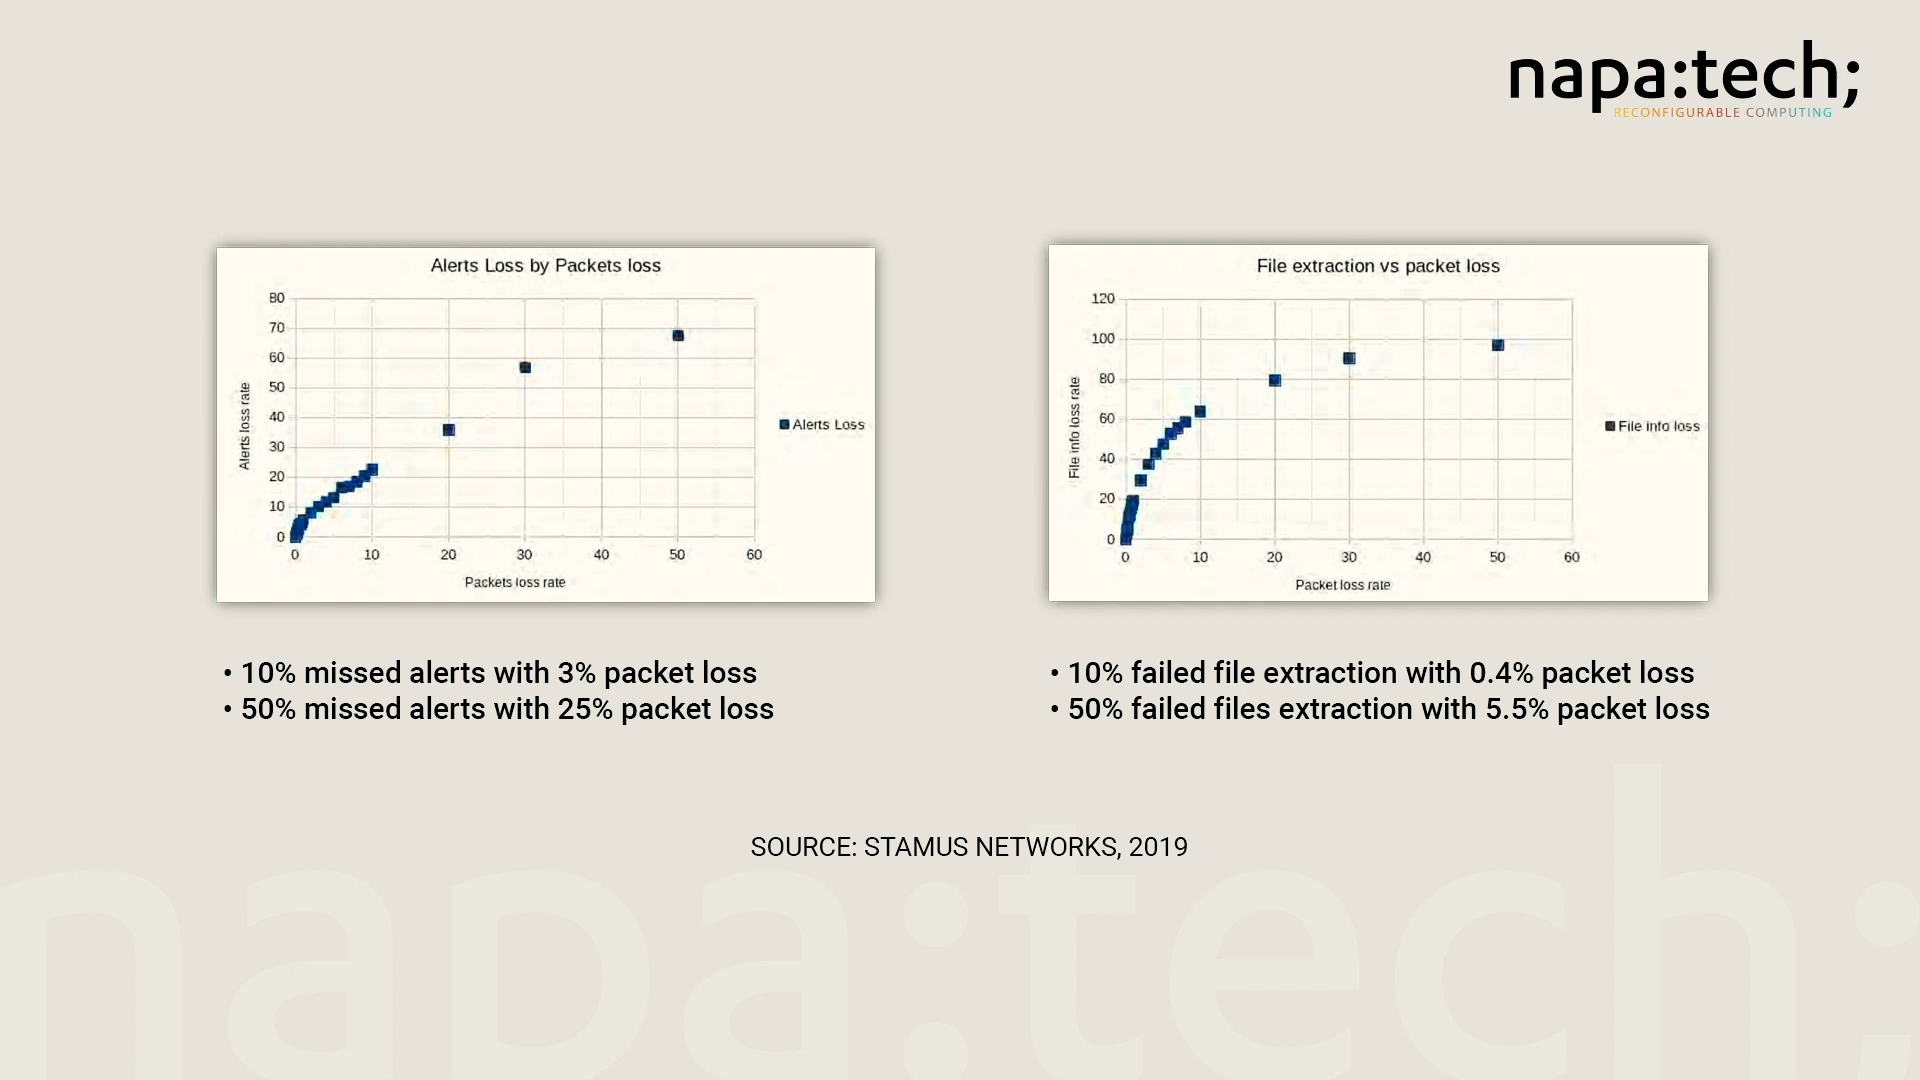 napa:tech;
RECONFIGURABLE COMPUTING
Alerts Loss by Packets loss
80
70
60
50
40
30
20
10
0
0 10 20 30 40 50 60
Alerts loss rate
Packets loss rate
Alerts Loss
File extraction vs packet loss
120
100
80
60
40
20
0
0 10 20 30 40 50 60
File info loss rate
Packet loss rate
File info loss
• 10% missed alerts with 3% packet loss
• 50% missed alerts with 25% packet loss
• 10% failed file extraction with 0.4% packet loss
• 50% failed files extraction with 5.5% packet loss
SOURCE: STAMUS NETWORKS, 2019
napa:tech;